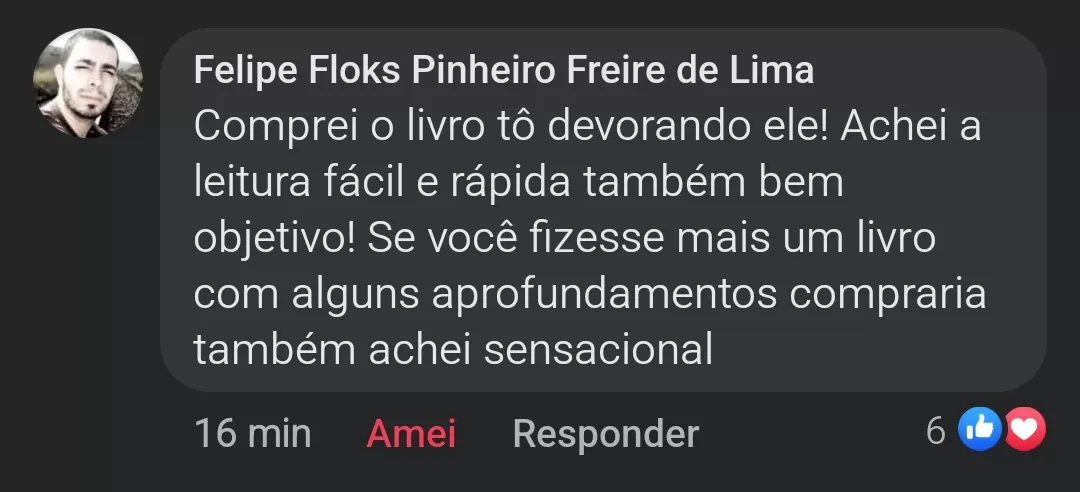 Felipe Floks Pinheiro Freire de Lima
Comprei o livro tô devorando ele! Achei a
leitura fácil e rápida também bem
objetivo! Se você fizesse mais um livro
com alguns aprofundamentos compraria
também achei sensacional
16 min Amei Responder 6